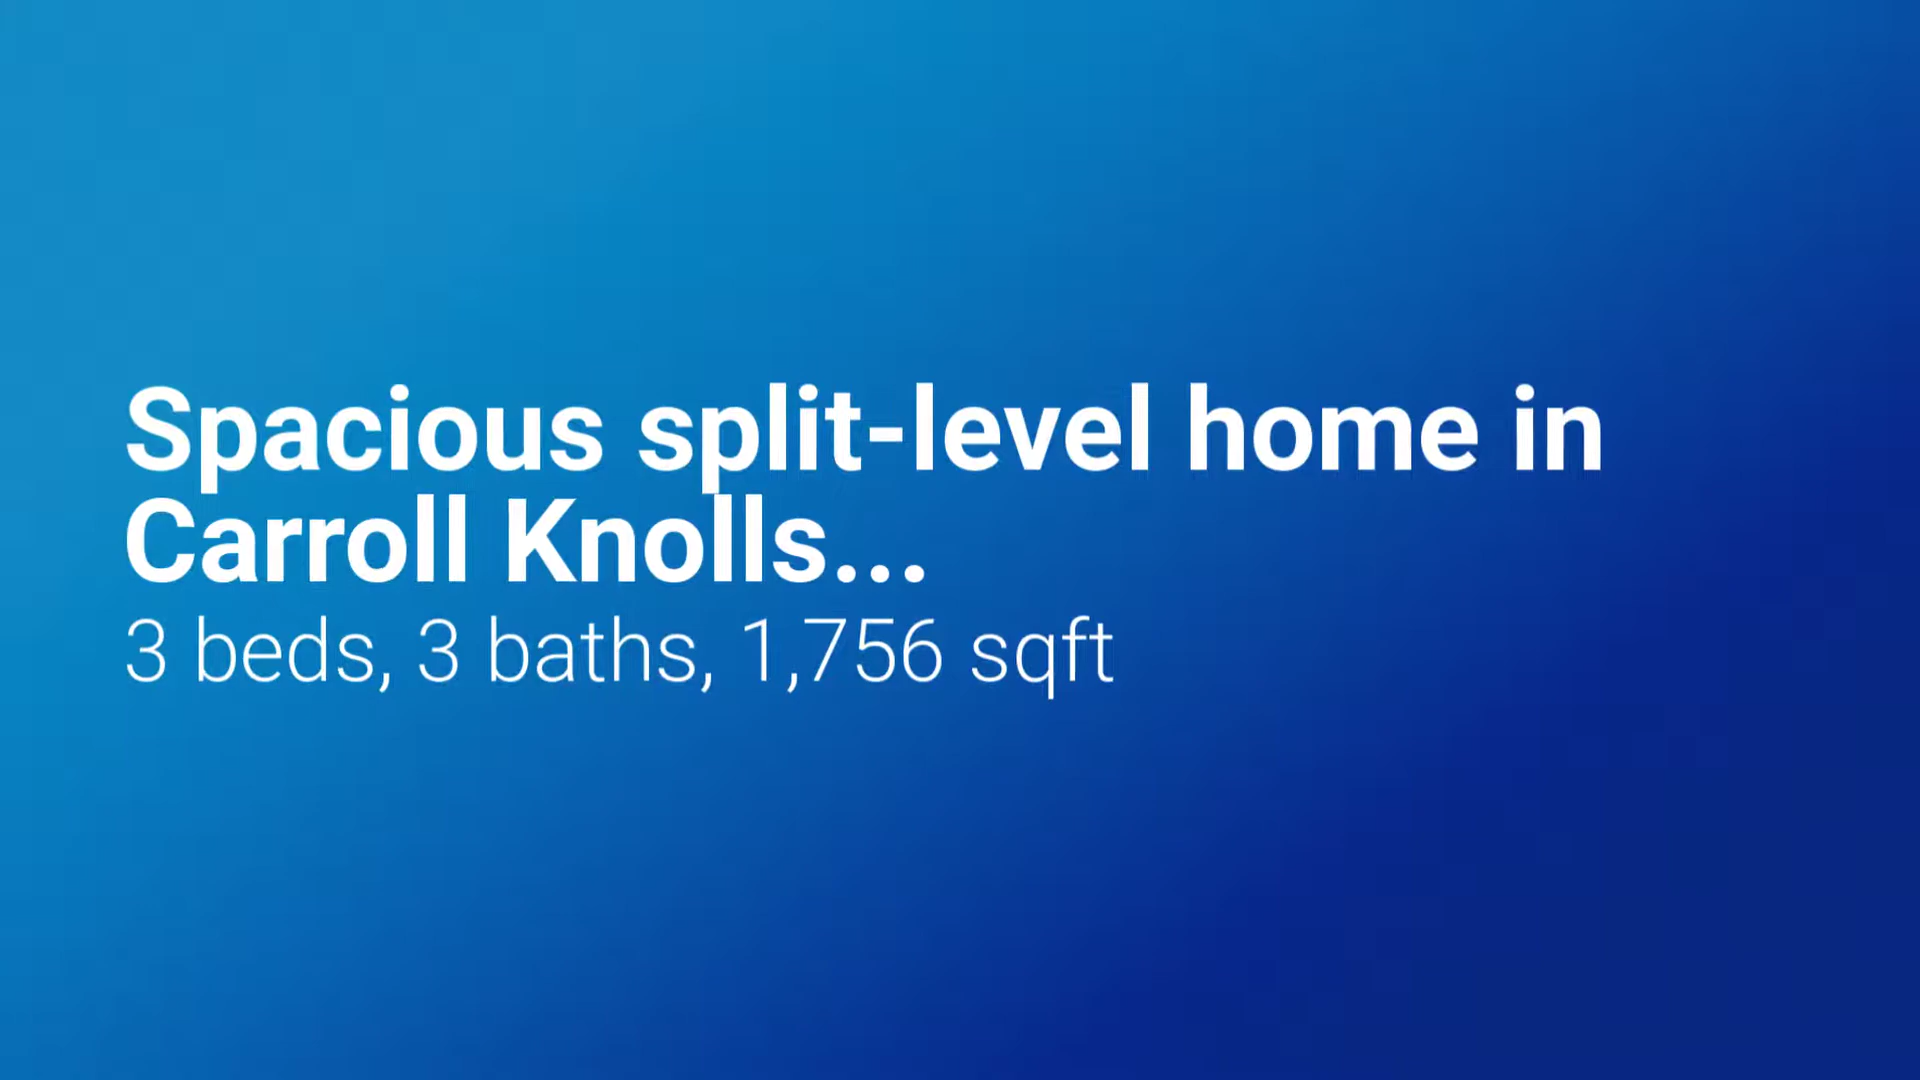 Spacious split-level home in
Carroll Knolls...
3 beds, 3 baths, 1,756 sqft